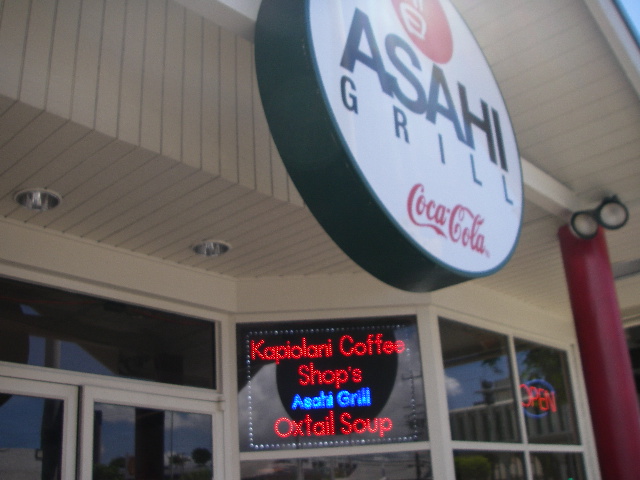 ASAHI
GRILL
Coca-Cola
Kapiolani Coffee
Shop's
Asahi Grill
Oxtail Soup
OPEN